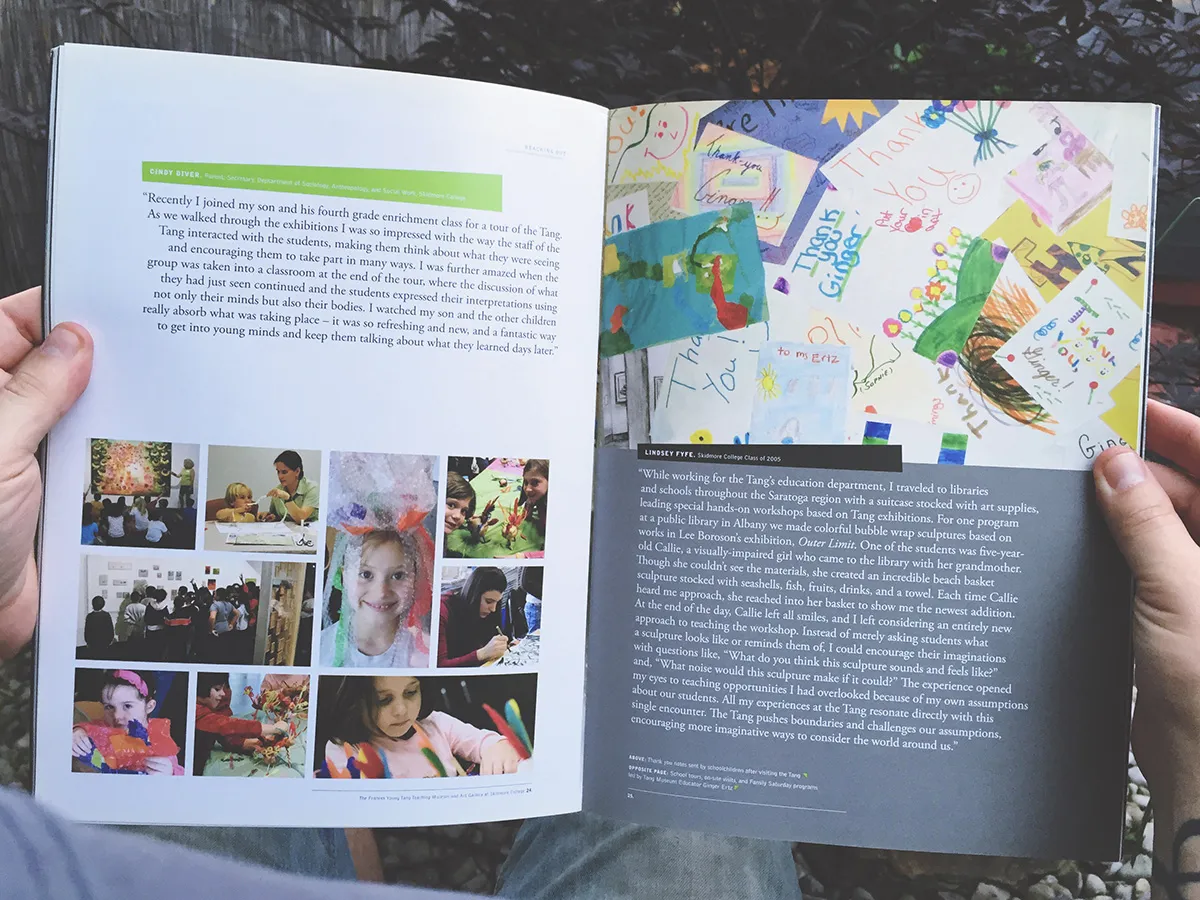 REACHING OUT
CINDY DIVER, Parent; Secretary, Department of Sociology, Anthropology, and Social Work, Skidmore College
“Recently I joined my son and his fourth grade enrichment class for a tour of the Tang.
As we walked through the exhibitions I was so impressed with the way the staff of the
Tang interacted with the students, making them think about what they were seeing
and encouraging them to take part in many ways. I was further amazed when the
group was taken into a classroom at the end of the tour, where the discussion of what
they had just seen continued and the students expressed their interpretations using
not only their minds but also their bodies. I watched my son and the other children
really absorb what was taking place – it was so refreshing and new, and a fantastic way
to get into young minds and keep them talking about what they learned days later.”
The Frances Young Tang Teaching Museum and Art Gallery at Skidmore College 24
Thank you
Ginger!!
Thank
You
Thank
you
Ginger
put
your
in
art
Thank
You!
to ms Ertz
(Sophie)
THANK
YOU,
Ginger!
Thank
Ging
LINDSEY FYFE, Skidmore College Class of 2005
“While working for the Tang’s education department, I traveled to libraries
and schools throughout the Saratoga region with a suitcase stocked with art supplies,
leading special hands-on workshops based on Tang exhibitions. For one program
at a public library in Albany we made colorful bubble wrap sculptures based on
works in Lee Boroson’s exhibition, Outer Limit. One of the students was five-year-
old Callie, a visually-impaired girl who came to the library with her grandmother.
Though she couldn’t see the materials, she created an incredible beach basket
sculpture stocked with seashells, fish, fruits, drinks, and a towel. Each time Callie
heard me approach, she reached into her basket to show me the newest addition.
At the end of the day, Callie left all smiles, and I left considering an entirely new
approach to teaching the workshop. Instead of merely asking students what
a sculpture looks like or reminds them of, I could encourage their imaginations
with questions like, “What do you think this sculpture sounds and feels like?”
and, “What noise would this sculpture make if it could?” The experience opened
my eyes to teaching opportunities I had overlooked because of my own assumptions
about our students. All my experiences at the Tang resonate directly with this
single encounter. The Tang pushes boundaries and challenges our assumptions,
encouraging more imaginative ways to consider the world around us.”
ABOVE: Thank you notes sent by schoolchildren after visiting the Tang
OPPOSITE PAGE: School tours, on-site visits, and Family Saturday programs
led by Tang Museum Educator Ginger Ertz
25